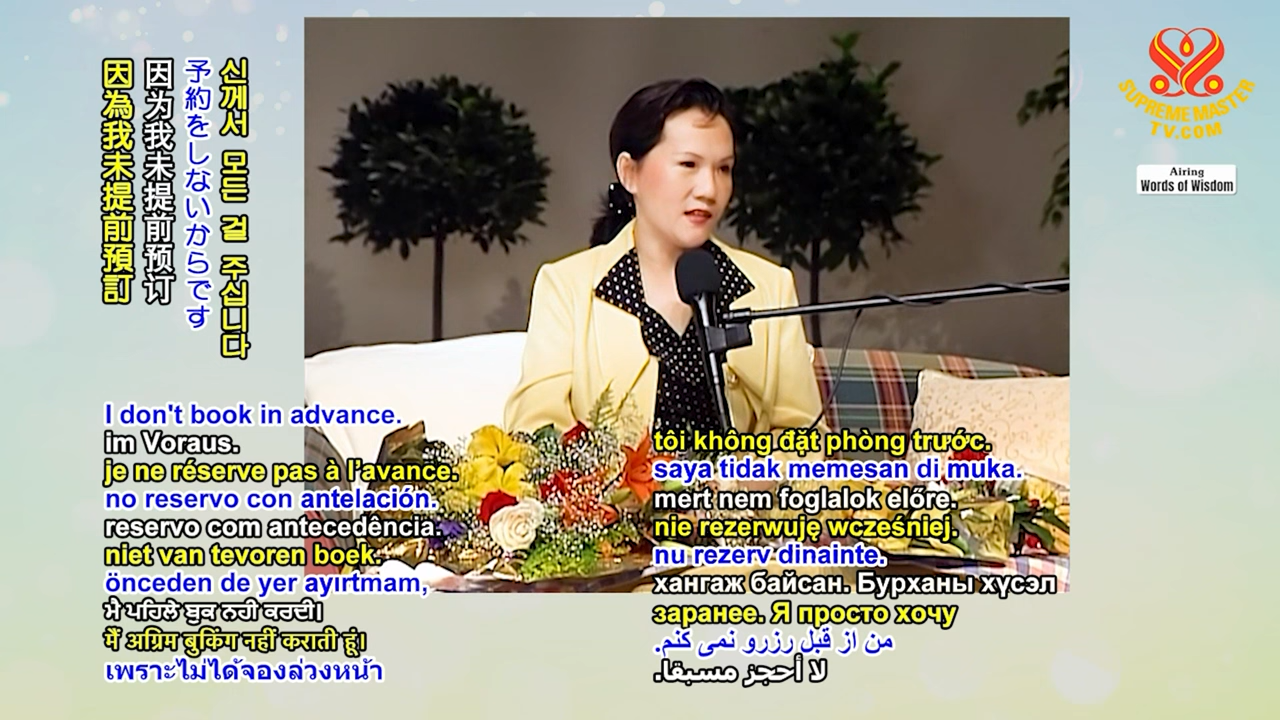 因為我未提前預訂
因为我未提前预订
予約をしないからです
신께서 모든 걸 주십니다
SUPREME MASTER
TV.COM
Airing
Words of Wisdom
I don't book in advance.
im Voraus.
je ne réserve pas à l’avance.
no reservo con antelación.
reservo com antecedência.
niet van tevoren boek.
önceden de yer ayırtmam,
ਮੈ ਪਹਿਲੇ ਬੁਕ ਨਹੀ ਕਰਦੀ।
मैं अग्रिम बुकिंग नहीं कराती हूं।
เพราะไม่ได้จองล่วงหน้า
tôi không đặt phòng trước.
saya tidak memesan di muka.
mert nem foglalok előre.
nie rezerwuję wcześniej.
nu rezerv dinainte.
хангаж байсан. Бурханы хүсэл
заранее. Я просто хочу
من از قبل رزرو نمی کنم.
لا أحجز مسبقا.